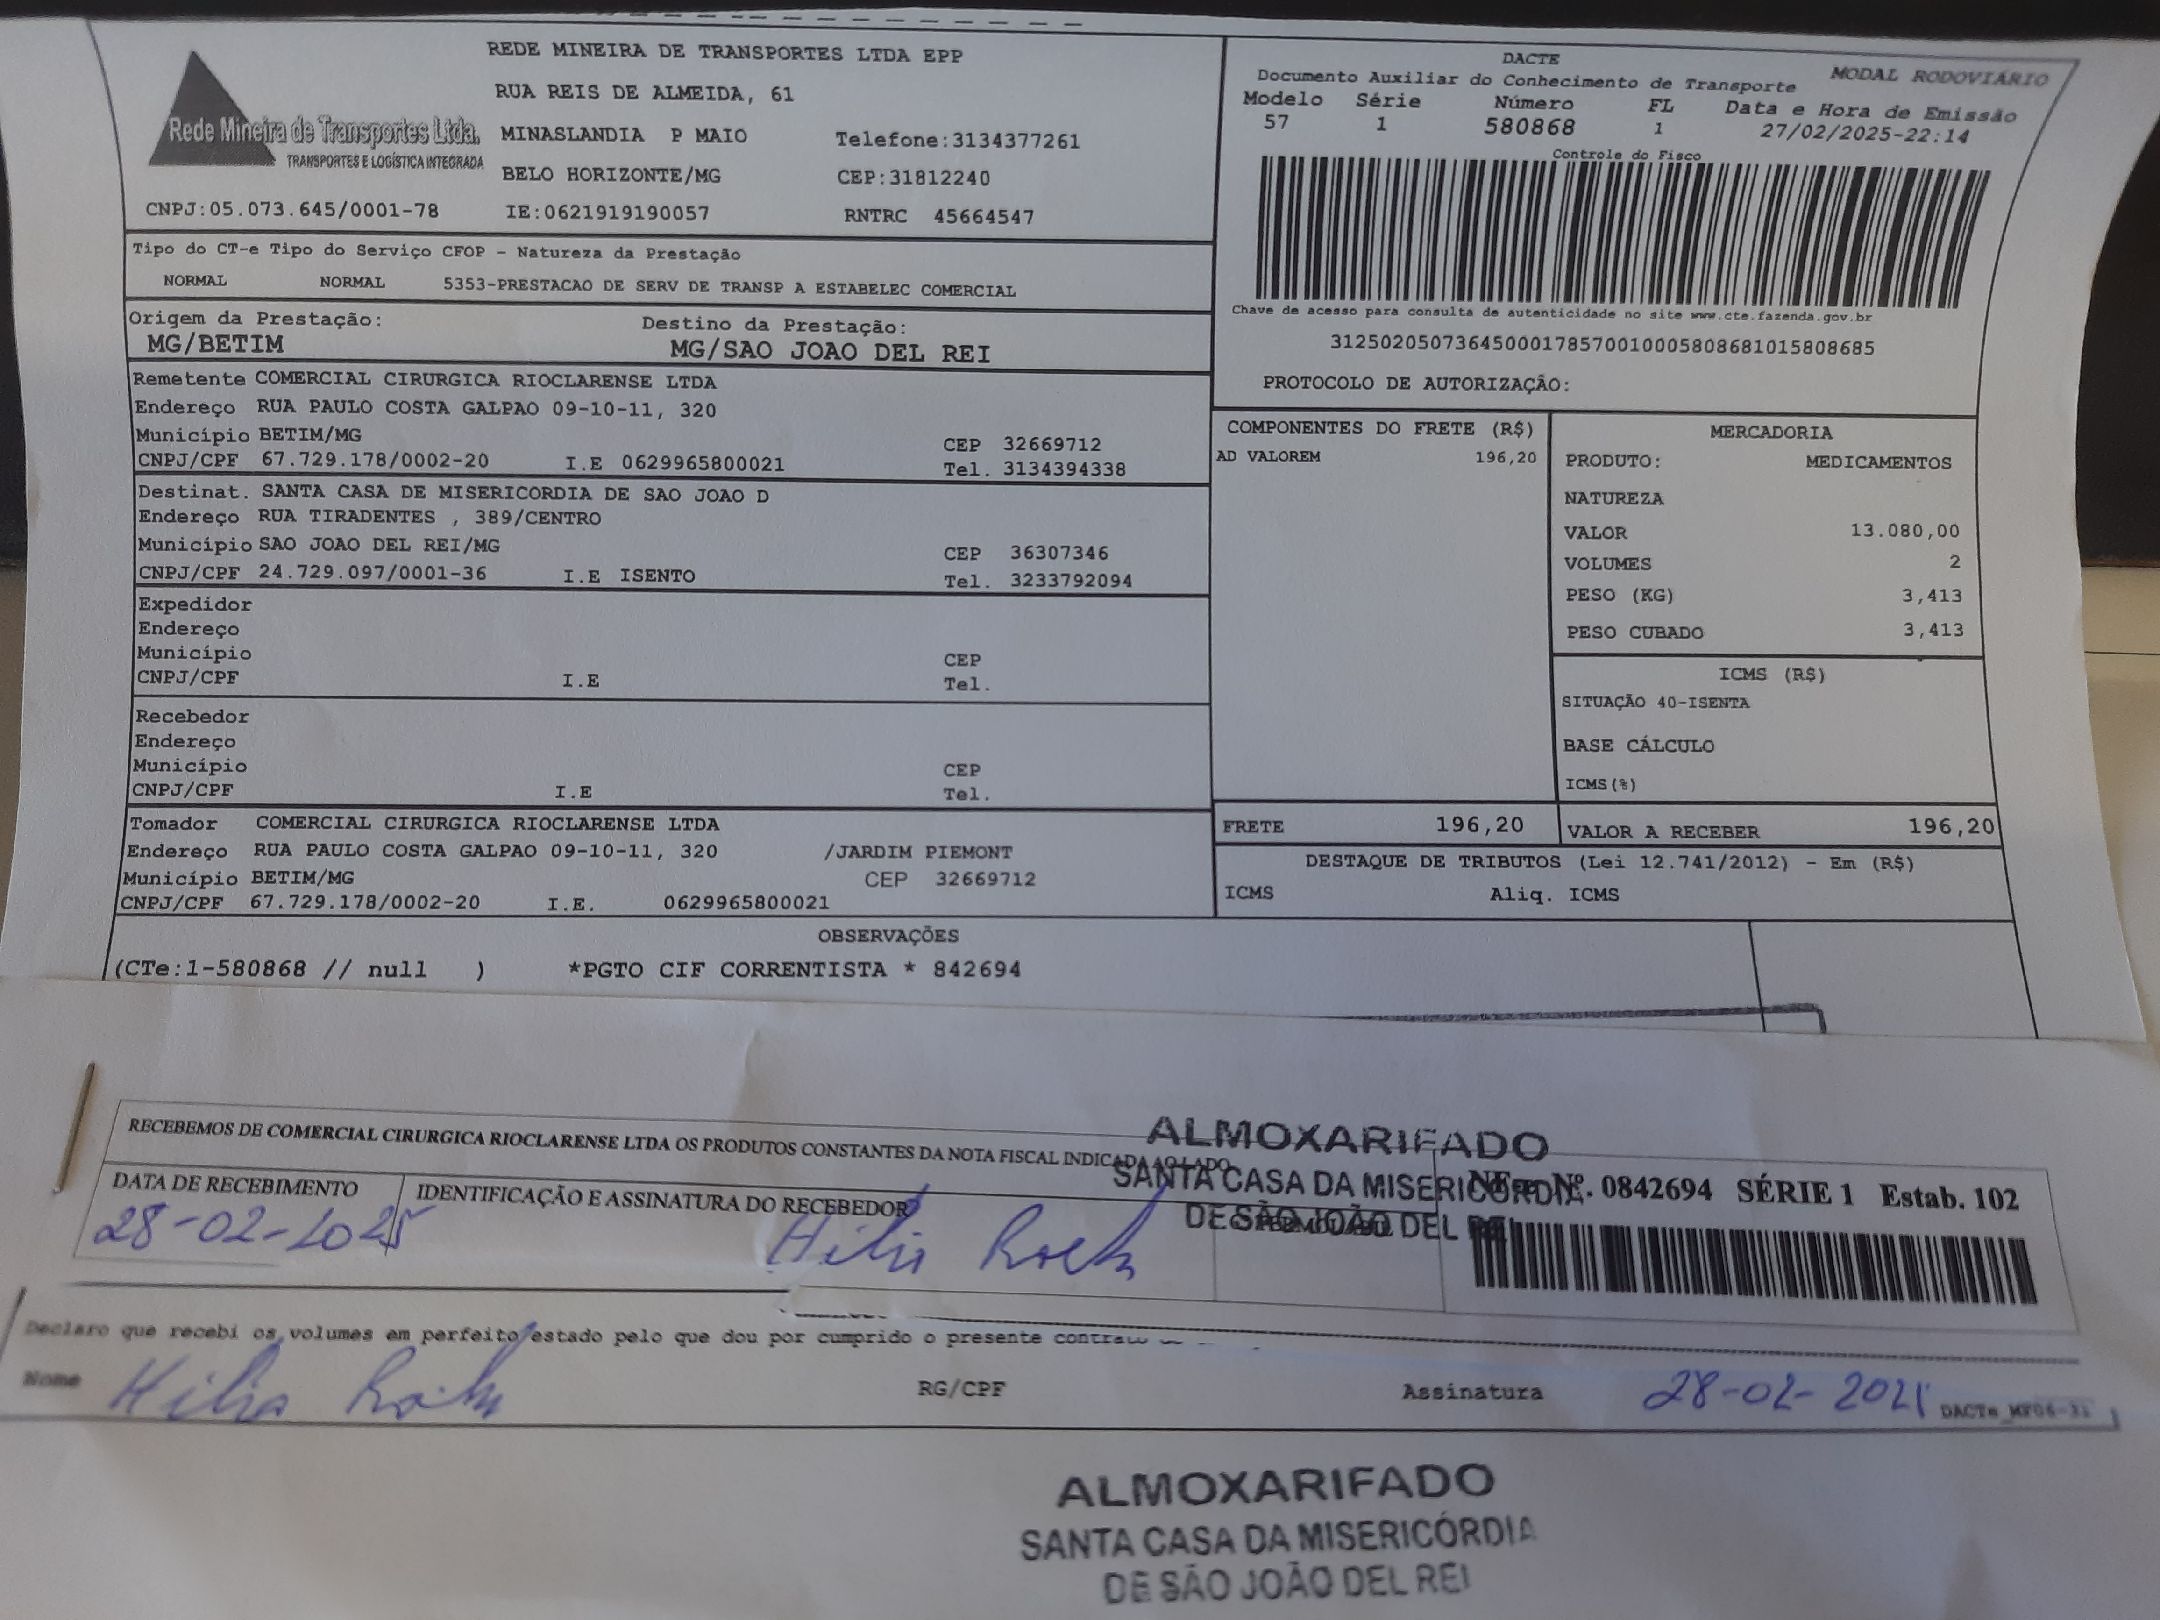 REDE MINEIRA DE TRANSPORTES LTDA EPP
RUA REIS DE ALMEIDA, 61
Rede Mineira de Transportes Ltda.
TRANSPORTES E LOGÍSTICA INTEGRADA
MINASLANDIA P MAIO Telefone:3134377261
BELO HORIZONTE/MG CEP:31812240
CNPJ:05.073.645/0001-78 IE:0621919190057 RNTRC 45664547
DACTE
Documento Auxiliar do Conhecimento de Transporte MODAL RODOVIÁRIO
Modelo Série Número FL Data e Hora de Emissão
57 1 580868 1 27/02/2025-22:14
Controle do Fisco
Chave de acesso para consulta de autenticidade no site www.cte.fazenda.gov.br
31250205073645000178570010005808681015808685
PROTOCOLO DE AUTORIZAÇÃO:
Tipo do CT-e Tipo do Serviço CFOP - Natureza da Prestação
NORMAL NORMAL 5353-PRESTACAO DE SERV DE TRANSP A ESTABELEC COMERCIAL
Origem da Prestação: Destino da Prestação:
MG/BETIM MG/SAO JOAO DEL REI
Remetente COMERCIAL CIRURGICA RIOCLARENSE LTDA
Endereço RUA PAULO COSTA GALPAO 09-10-11, 320
Município BETIM/MG CEP 32669712
CNPJ/CPF 67.729.178/0002-20 I.E 0629965800021 Tel. 3134394338
Destinat. SANTA CASA DE MISERICORDIA DE SAO JOAO D
Endereço RUA TIRADENTES , 389/CENTRO
Município SAO JOAO DEL REI/MG CEP 36307346
CNPJ/CPF 24.729.097/0001-36 I.E ISENTO Tel. 3233792094
Expedidor
Endereço
Município CEP
CNPJ/CPF I.E Tel.
Recebedor
Endereço
Município CEP
CNPJ/CPF I.E Tel.
Tomador COMERCIAL CIRURGICA RIOCLARENSE LTDA
Endereço RUA PAULO COSTA GALPAO 09-10-11, 320 /JARDIM PIEMONT
Município BETIM/MG CEP 32669712
CNPJ/CPF 67.729.178/0002-20 I.E. 0629965800021
COMPONENTES DO FRETE (R$)
AD VALOREM 196,20
MERCADORIA
PRODUTO: MEDICAMENTOS
NATUREZA
VALOR 13.080,00
VOLUMES 2
PESO (KG) 3,413
PESO CUBADO 3,413
ICMS (R$)
SITUAÇÃO 40-ISENTA
BASE CÁLCULO
ICMS(%)
FRETE 196,20 VALOR A RECEBER 196,20
DESTAQUE DE TRIBUTOS (Lei 12.741/2012) - Em (R$)
ICMS Aliq. ICMS
OBSERVAÇÕES
(CTe:1-580868 // null ) *PGTO CIF CORRENTISTA * 842694
RECEBEMOS DE COMERCIAL CIRURGICA RIOCLARENSE LTDA OS PRODUTOS CONSTANTES DA NOTA FISCAL INDICADA AO LADO
ALMOXARIFADO
SANTA CASA DA MISERICÓRDIA
DE SÃO JOÃO DEL REI
DATA DE RECEBIMENTO IDENTIFICAÇÃO E ASSINATURA DO RECEBEDOR
NF-e Nº. 0842694 SÉRIE 1 Estab. 102
28-02-2025
Declaro que recebi os volumes em perfeito estado pelo que dou por cumprido o presente contrato
Nome RG/CPF Assinatura 28-02-202
ALMOXARIFADO
SANTA CASA DA MISERICÓRDIA
DE SÃO JOÃO DEL REI